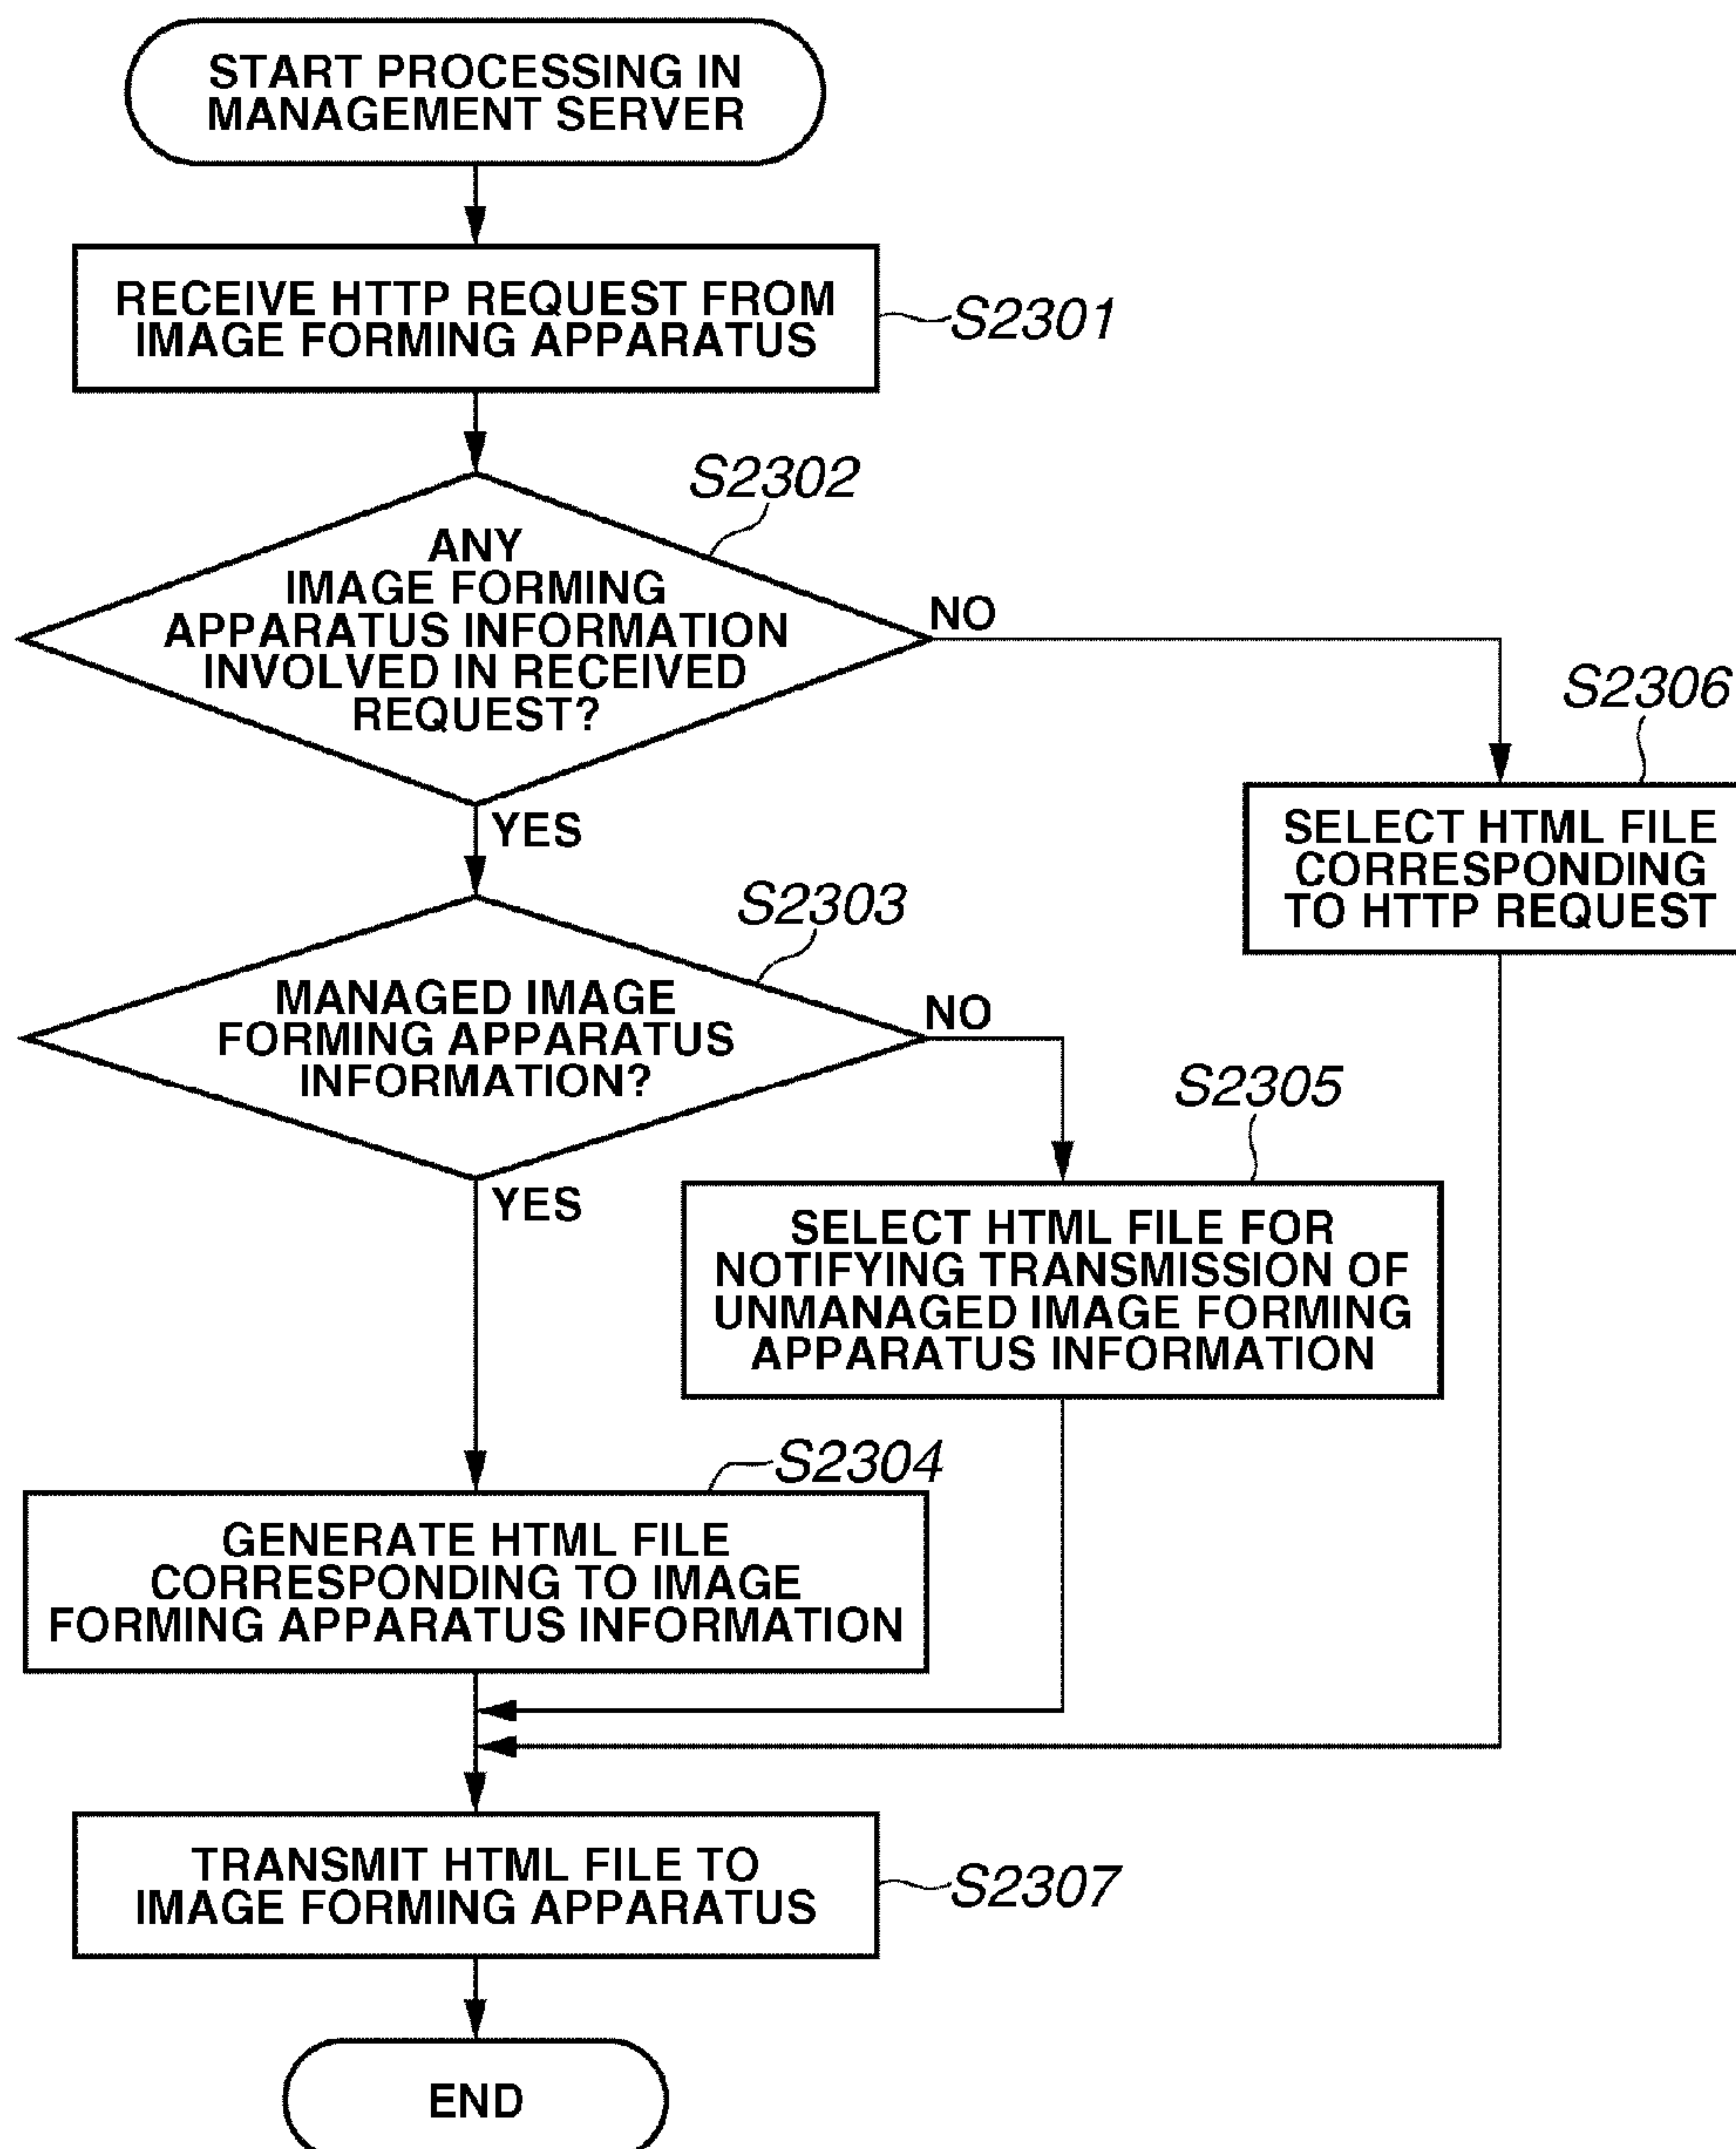 START PROCESSING IN
MANAGEMENT SERVER
RECEIVE HTTP REQUEST FROM
IMAGE FORMING APPARATUS
S2301
S2302
ANY
IMAGE FORMING
APPARATUS INFORMATION
INVOLVED IN RECEIVED
REQUEST?
NO
YES
S2306
SELECT HTML FILE
CORRESPONDING
TO HTTP REQUEST
S2303
MANAGED IMAGE
FORMING APPARATUS
INFORMATION?
NO
YES
S2305
SELECT HTML FILE FOR
NOTIFYING TRANSMISSION OF
UNMANAGED IMAGE FORMING
APPARATUS INFORMATION
S2304
GENERATE HTML FILE
CORRESPONDING TO IMAGE
FORMING APPARATUS INFORMATION
TRANSMIT HTML FILE TO
IMAGE FORMING APPARATUS
S2307
END